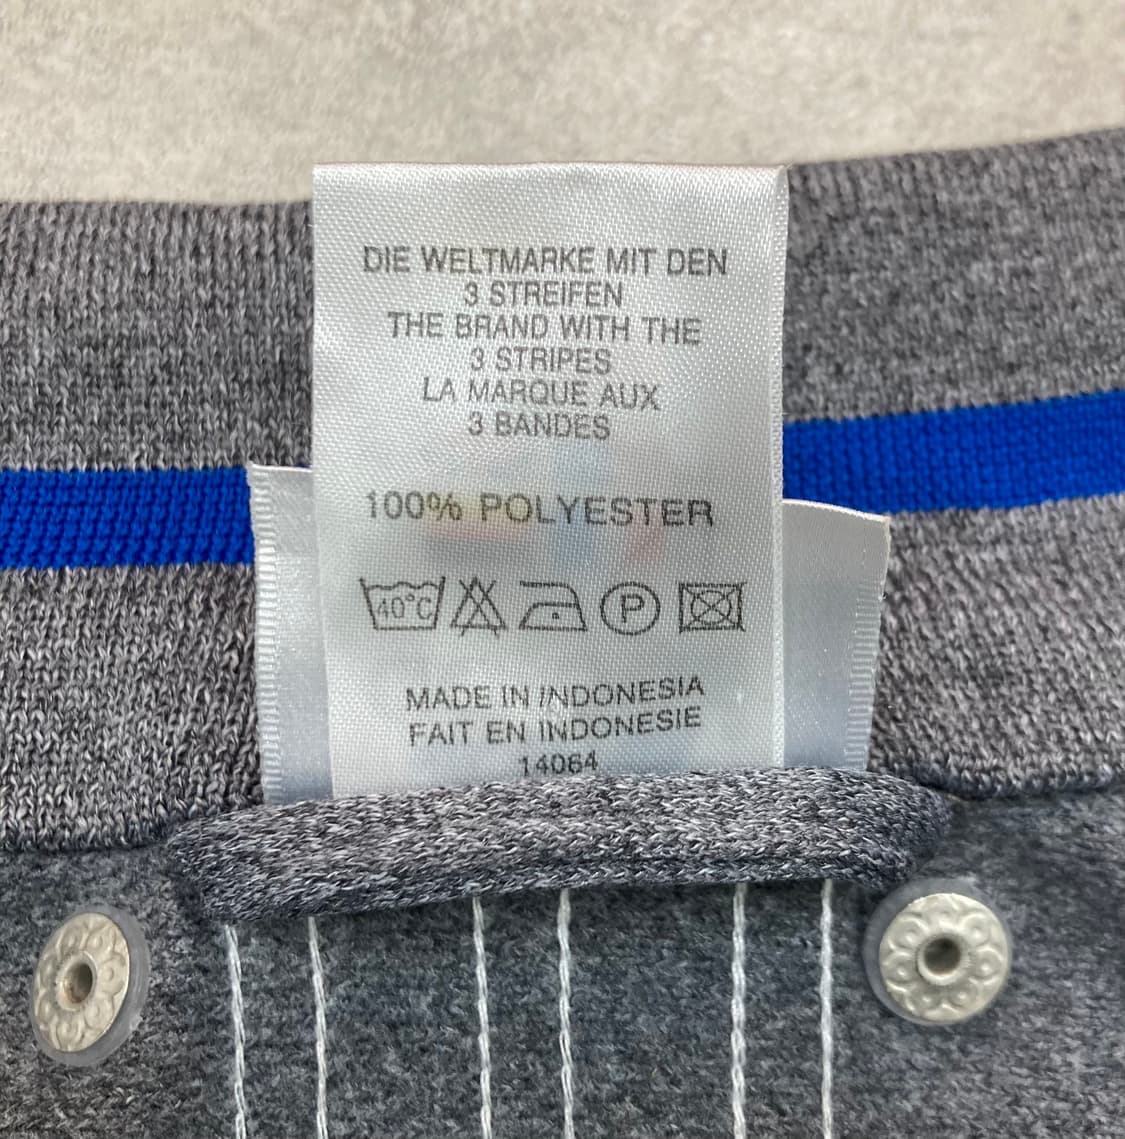 DIE WELTMARKE MIT DEN
3 STREIFEN
THE BRAND WITH THE
3 STRIPES
LA MARQUE AUX
3 BANDES
100% POLYESTER
40°C P
MADE IN INDONESIA
FAIT EN INDONESIE
14064